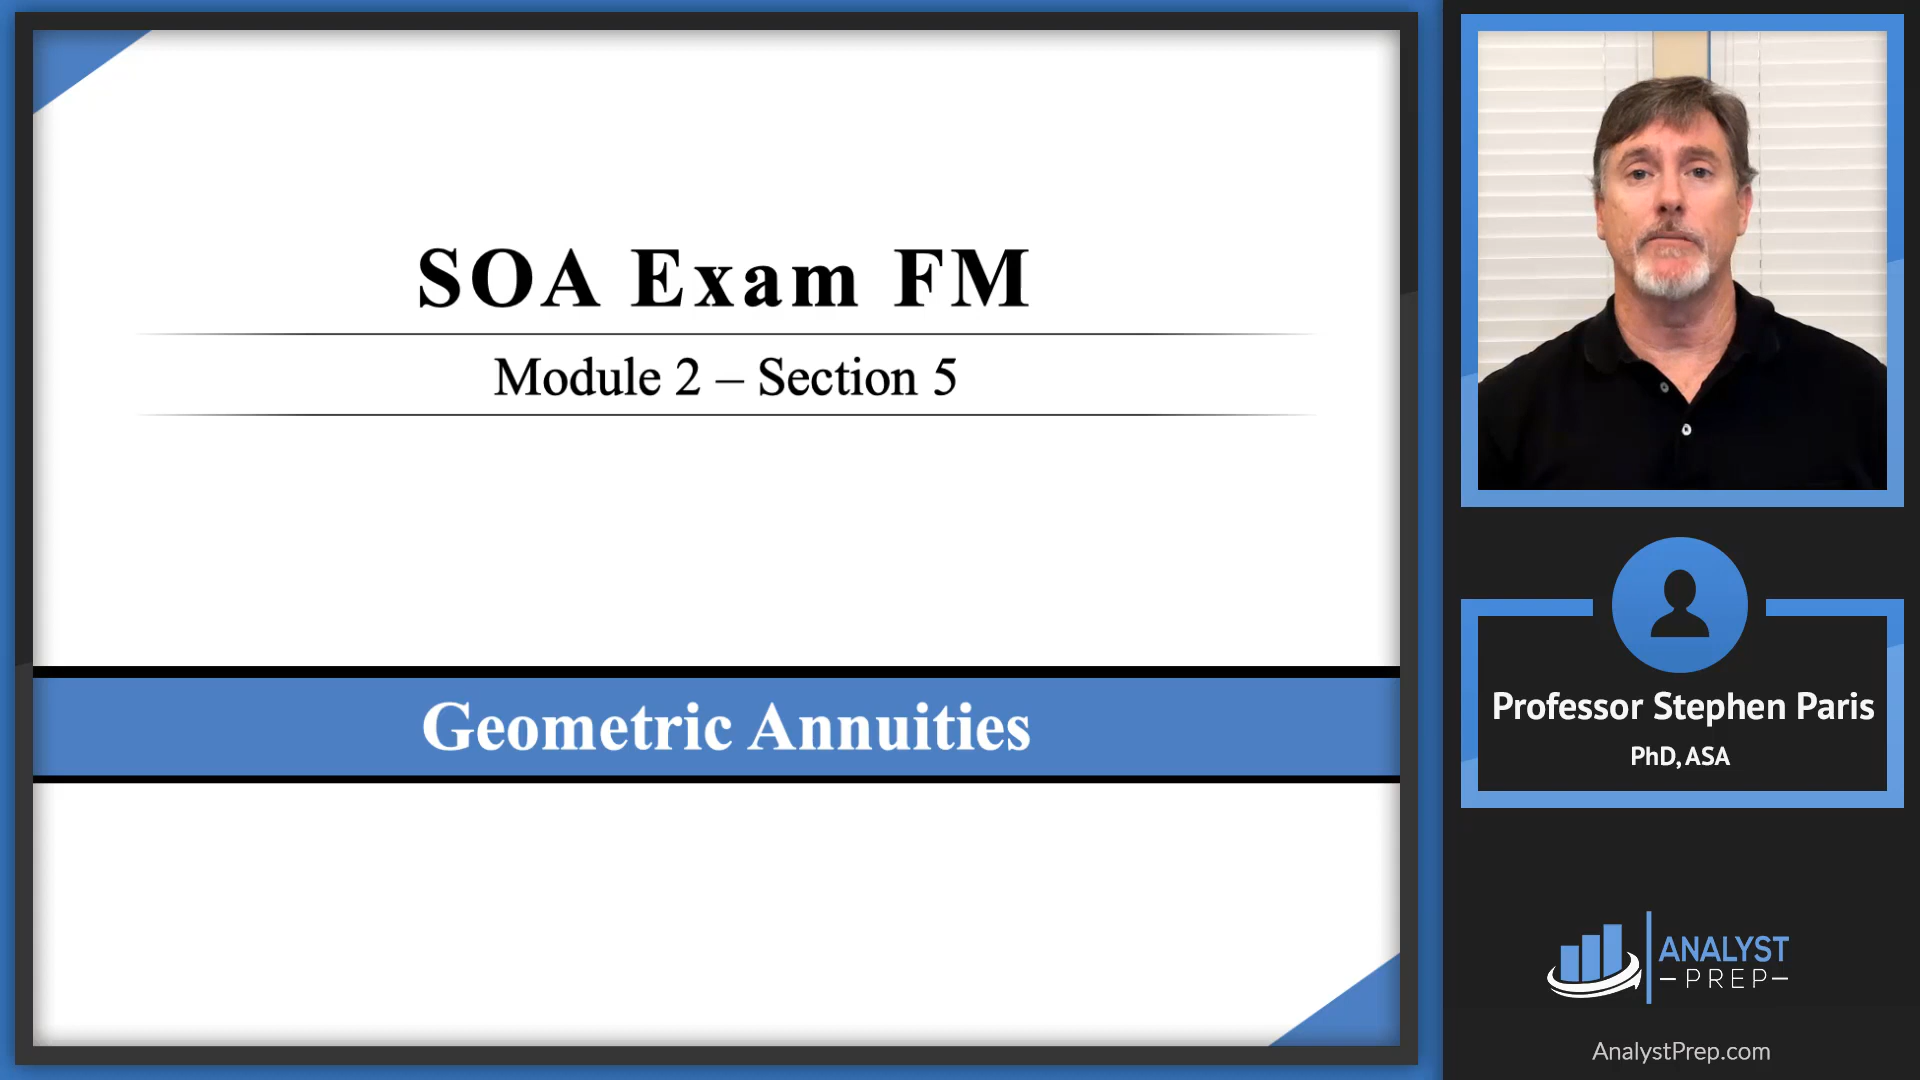 SOA Exam FM
Module 2 – Section 5
Geometric Annuities
Professor Stephen Paris
PhD, ASA
ANALYST
PREP
AnalystPrep.com